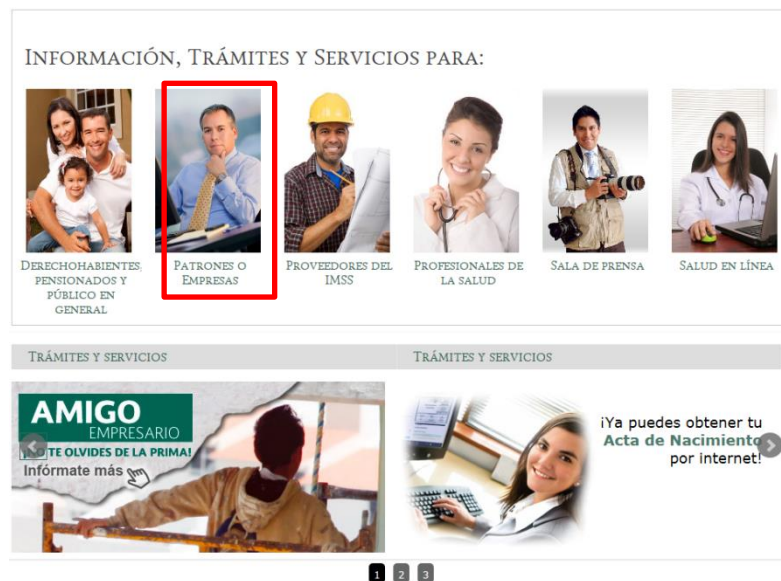 Información, Trámites y Servicios para:
Derechohabientes, pensionados y público en general
Patrones o Empresas
Proveedores del IMSS
Profesionales de la salud
Sala de prensa
Salud en línea
Trámites y servicios
Trámites y servicios
AMIGO
EMPRESARIO
TE OLVIDES DE LA PRIMA!
Infórmate más
¡Ya puedes obtener tu
Acta de Nacimiento
por internet!
1 2 3